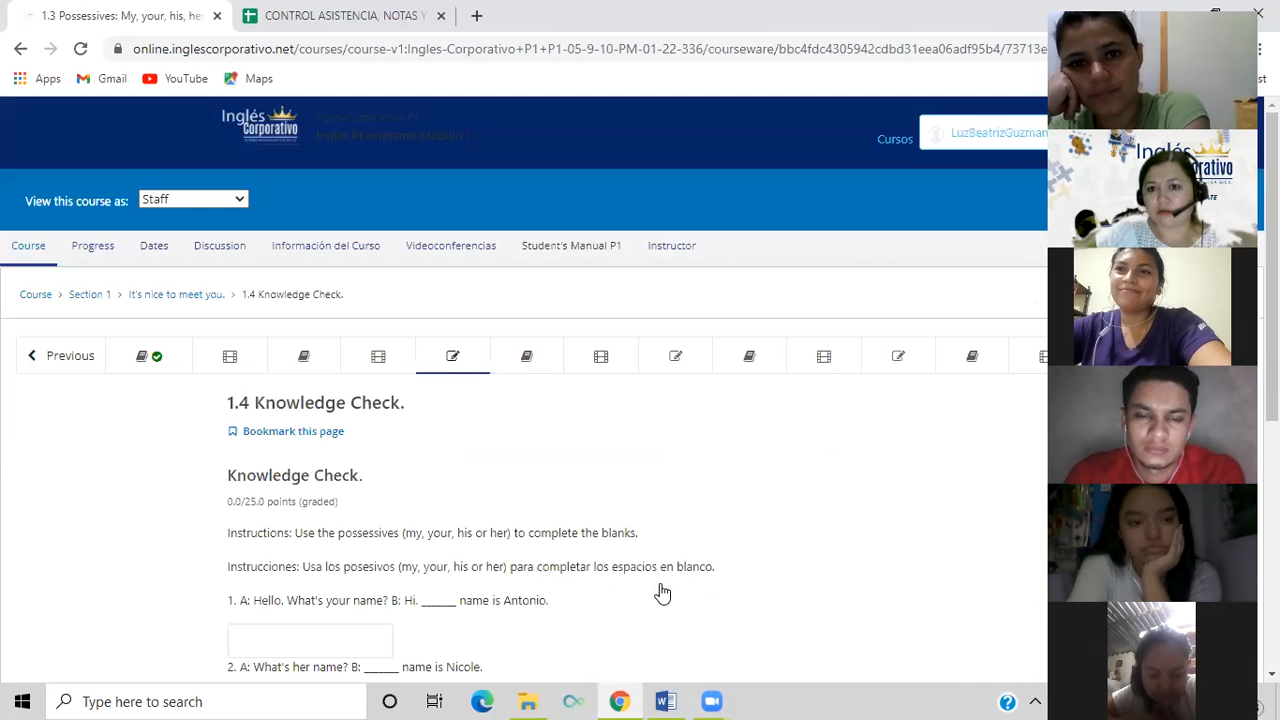 1.3 Possessives: My, your, his, he
CONTROL ASISTENCIA, NOTAS Y
online.inglescorporativo.net/courses/course-v1:Ingles-Corporativo+P1+P1-05-9-10-PM-01-22-336/courseware/bbc4fdc4305942cdbd31eea06adf95b4/73713e
Apps Gmail YouTube Maps
Inglés Corporativo
Ingles-Corporativo P1
Inglés Principiante Módulo I
Cursos LuzBeatrizGuzman
View this course as: Staff
Course Progress Dates Discussion Información del Curso Videoconferencias Student's Manual P1 Instructor
Course > Section 1 > It's nice to meet you. > 1.4 Knowledge Check.
Previous
1.4 Knowledge Check.
Bookmark this page
Knowledge Check.
0.0/25.0 points (graded)
Instructions: Use the possessives (my, your, his or her) to complete the blanks.
Instrucciones: Usa los posesivos (my, your, his or her) para completar los espacios en blanco.
1. A: Hello. What's your name? B: Hi. ______ name is Antonio.
2. A: What's her name? B: ______ name is Nicole.
Type here to search
Inglés